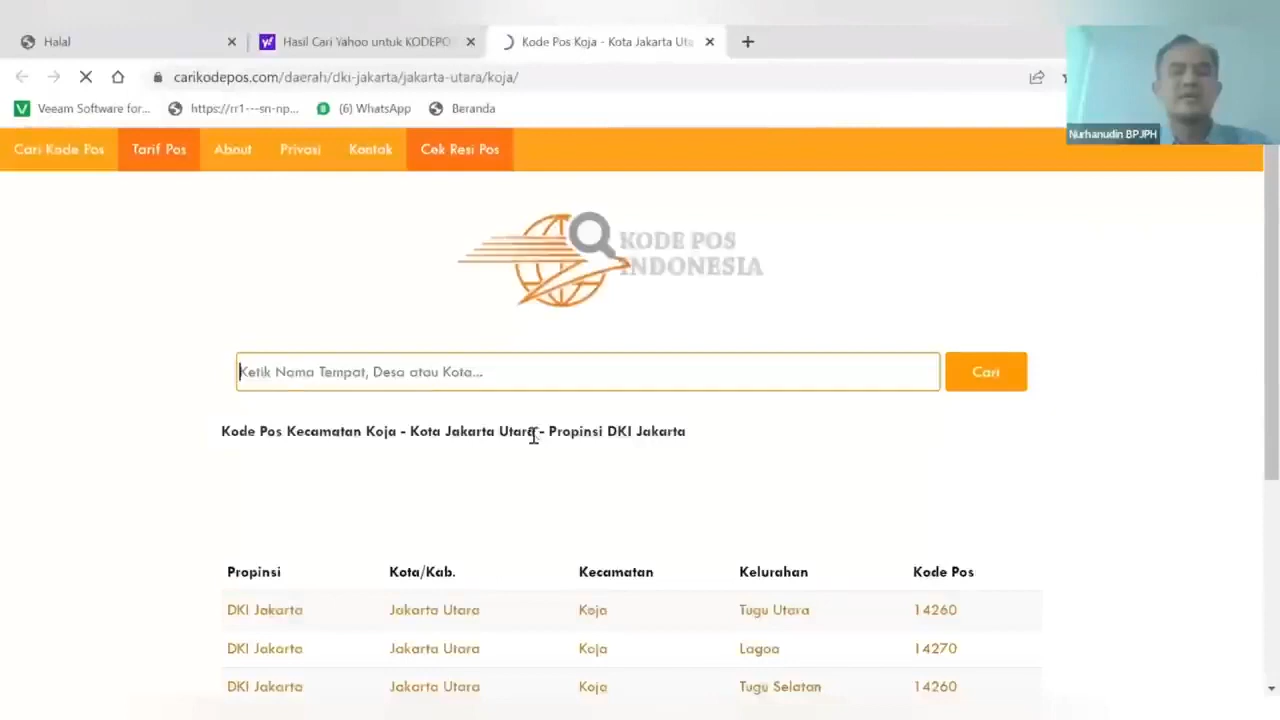 Halal
Hasil Cari Yahoo untuk KODEPO
Kode Pos Koja - Kota Jakarta Uta
carikodepos.com/daerah/dki-jakarta/jakarta-utara/koja/
Veeam Software for...
https://rr1---sn-np...
(6) WhatsApp
Beranda
Nurhanudin BPJPH
Cari Kode Pos
Tarif Pos
About
Privasi
Kontak
Cek Resi Pos
KODE POS
INDONESIA
Ketik Nama Tempat, Desa atau Kota...
Cari
Kode Pos Kecamatan Koja - Kota Jakarta Utara - Propinsi DKI Jakarta
Propinsi Kota/Kab. Kecamatan Kelurahan Kode Pos
DKI Jakarta Jakarta Utara Koja Tugu Utara 14260
DKI Jakarta Jakarta Utara Koja Lagoa 14270
DKI Jakarta Jakarta Utara Koja Tugu Selatan 14260